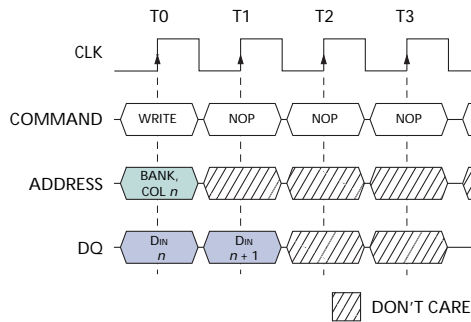 T0 T1 T2 T3
CLK
COMMAND WRITE NOP NOP NOP
ADDRESS BANK, COL n
DQ DIN n DIN n + 1
DON'T CARE